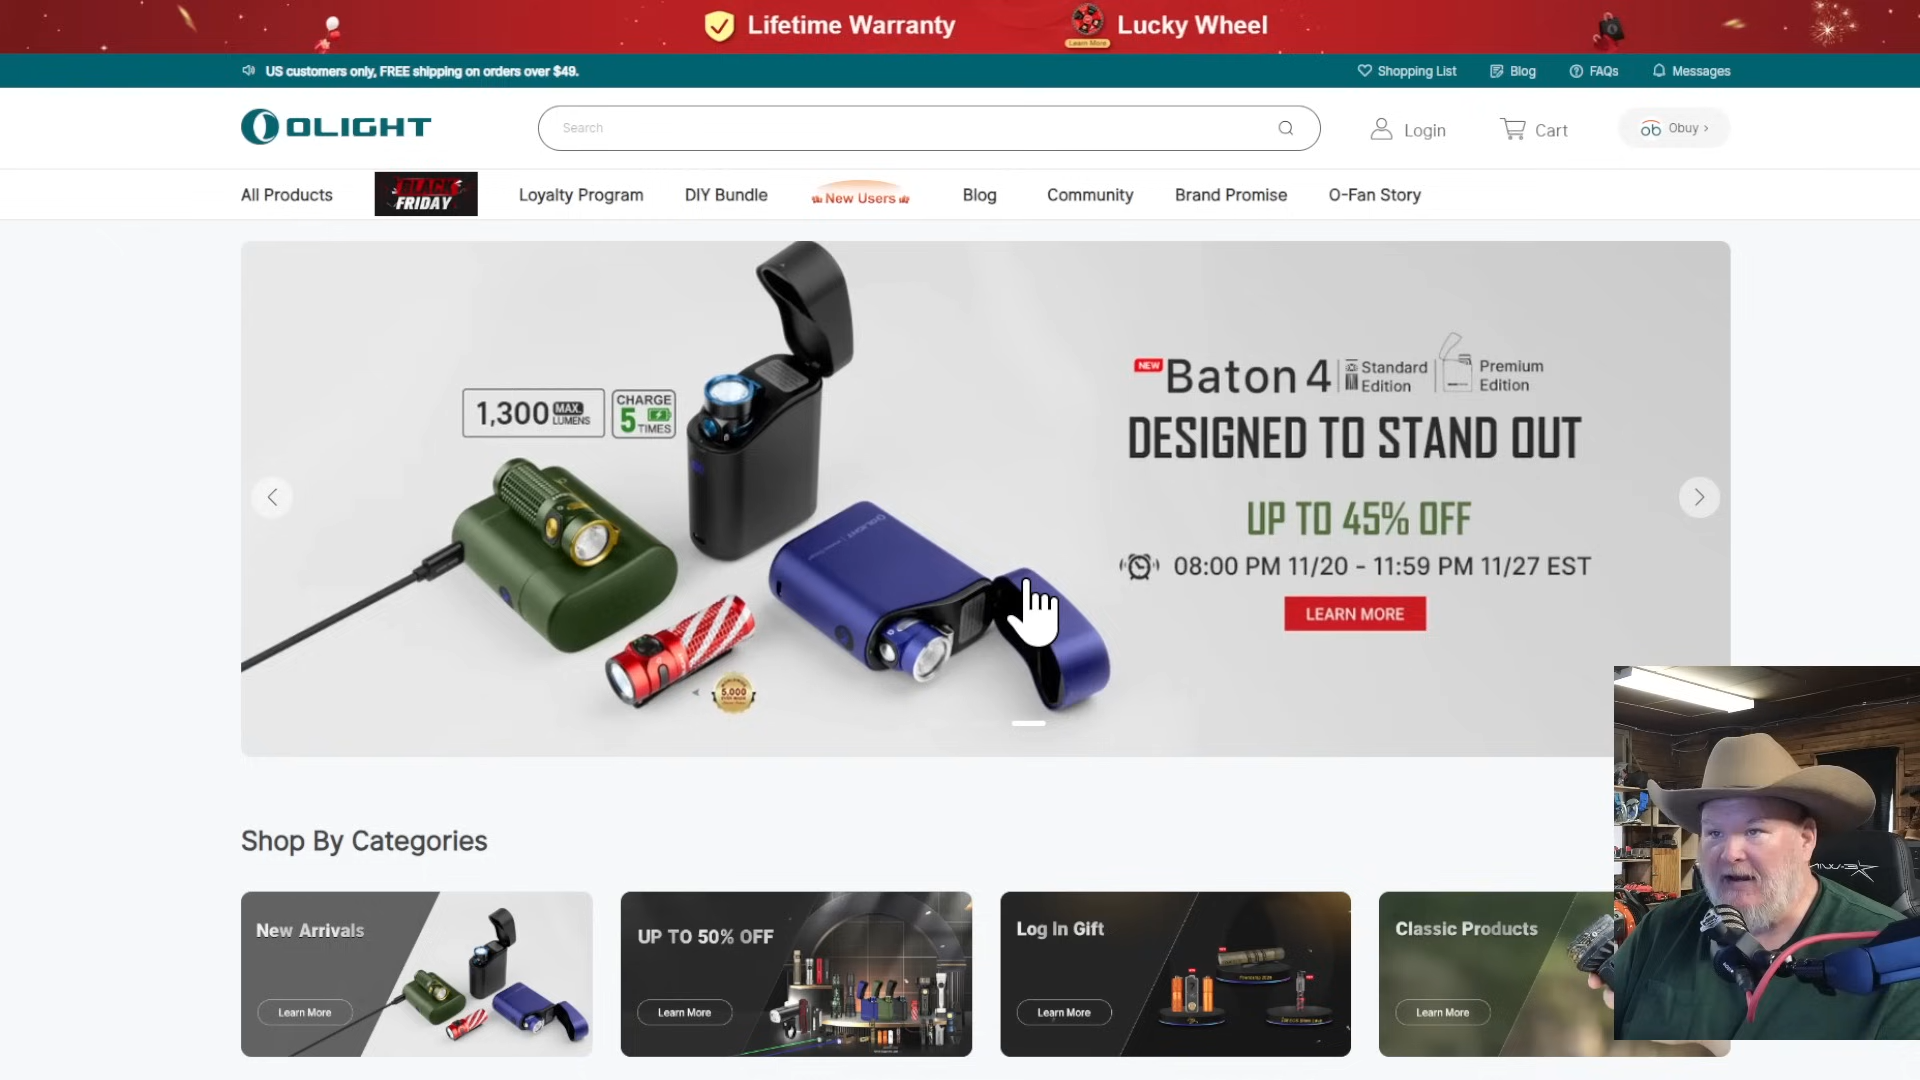 Lifetime Warranty
Learn More
Lucky Wheel
US customers only, FREE shipping on orders over $49.
Shopping List
Blog
FAQs
Messages
OLIGHT
Search
Login
Cart
ob
Obuy >
All Products
BLACK
FRIDAY
Loyalty Program
DIY Bundle
New Users
Blog
Community
Brand Promise
O-Fan Story
1,300 MAX. LUMENS
CHARGE
5
TIMES
NEW
Baton 4
Standard
Edition
Premium
Edition
DESIGNED TO STAND OUT
UP TO 45% OFF
08:00 PM 11/20 - 11:59 PM 11/27 EST
LEARN MORE
5,000
Shop By Categories
New Arrivals
Learn More
UP TO 50% OFF
Learn More
Log In Gift
Learn More
Classic Products
Learn More